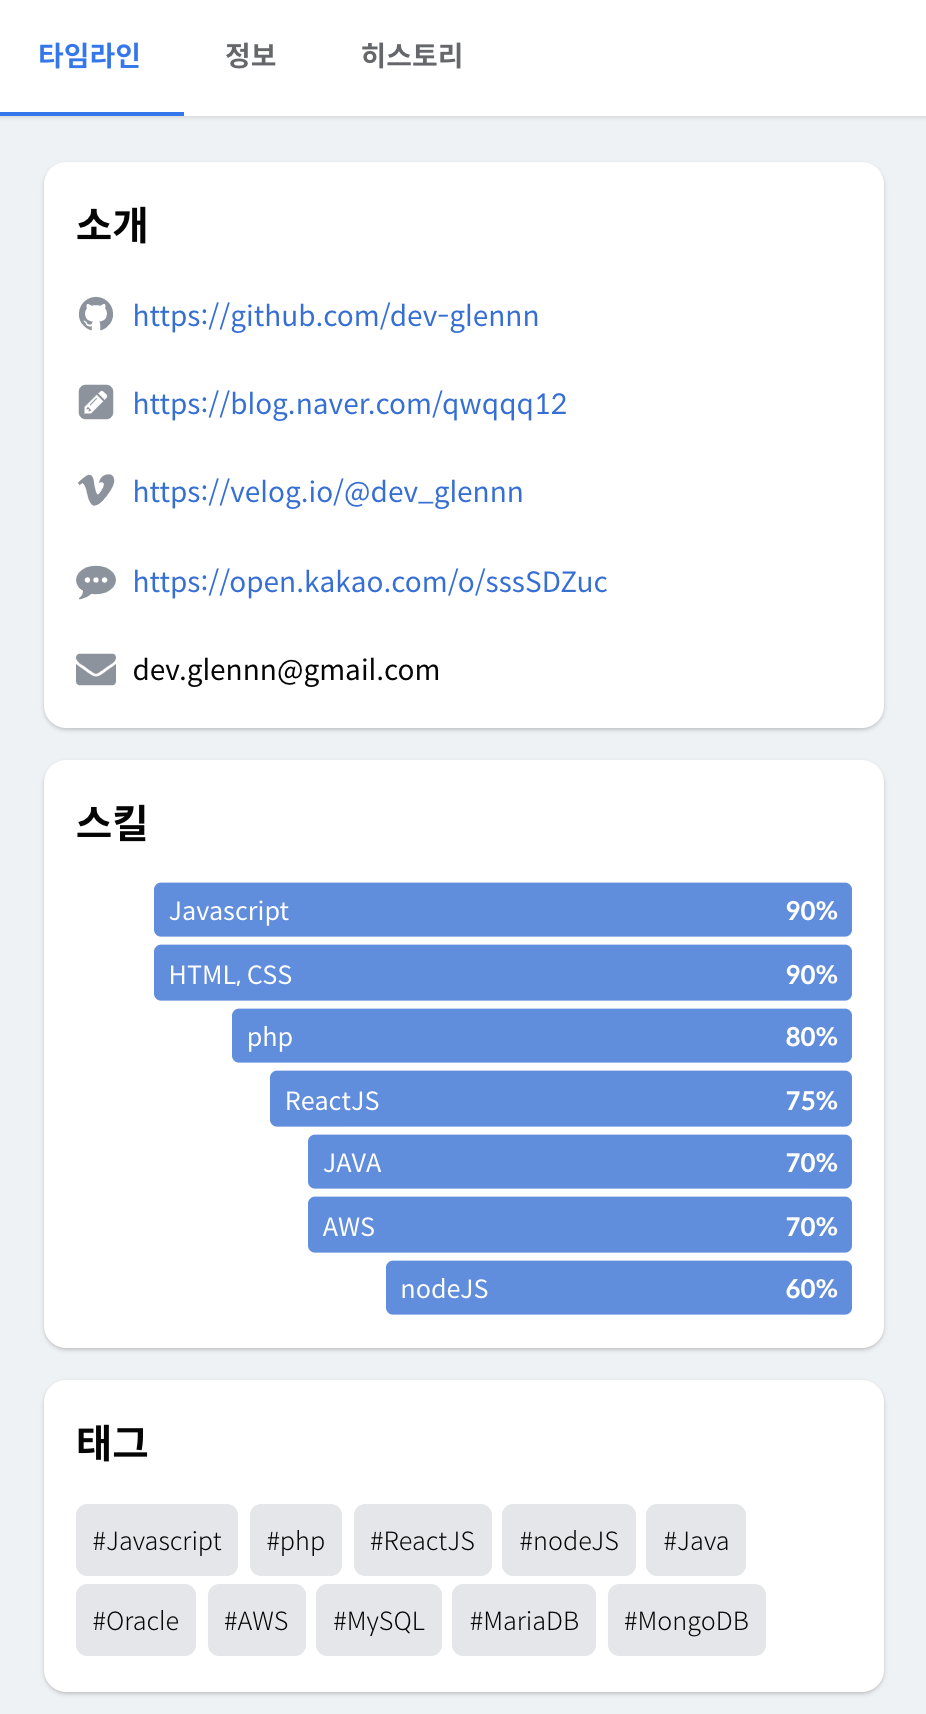 타임라인 정보 히스토리
소개
https://github.com/dev-glennn
https://blog.naver.com/qwqqq12
https://velog.io/@dev_glennn
https://open.kakao.com/o/sssSDZuc
dev.glennn@gmail.com
스킬
Javascript 90%
HTML, CSS 90%
php 80%
ReactJS 75%
JAVA 70%
AWS 70%
nodeJS 60%
태그
#Javascript #php #ReactJS #nodeJS #Java
#Oracle #AWS #MySQL #MariaDB #MongoDB